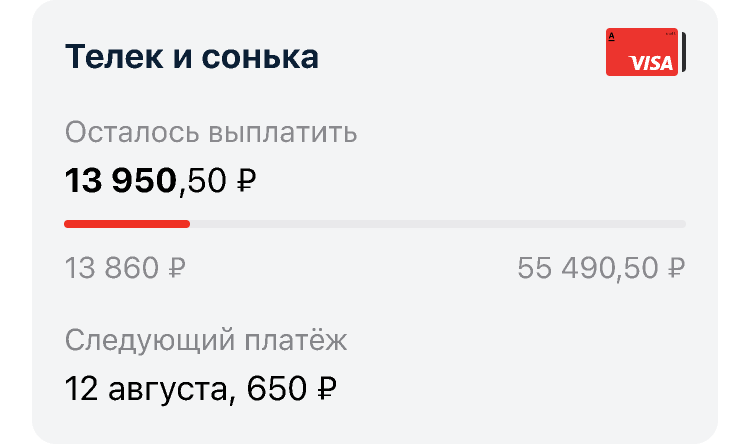 Телек и сонька
A
VISA
Осталось выплатить
13 950,50 ₽
13 860 ₽
55 490,50 ₽
Следующий платёж
12 августа, 650 ₽